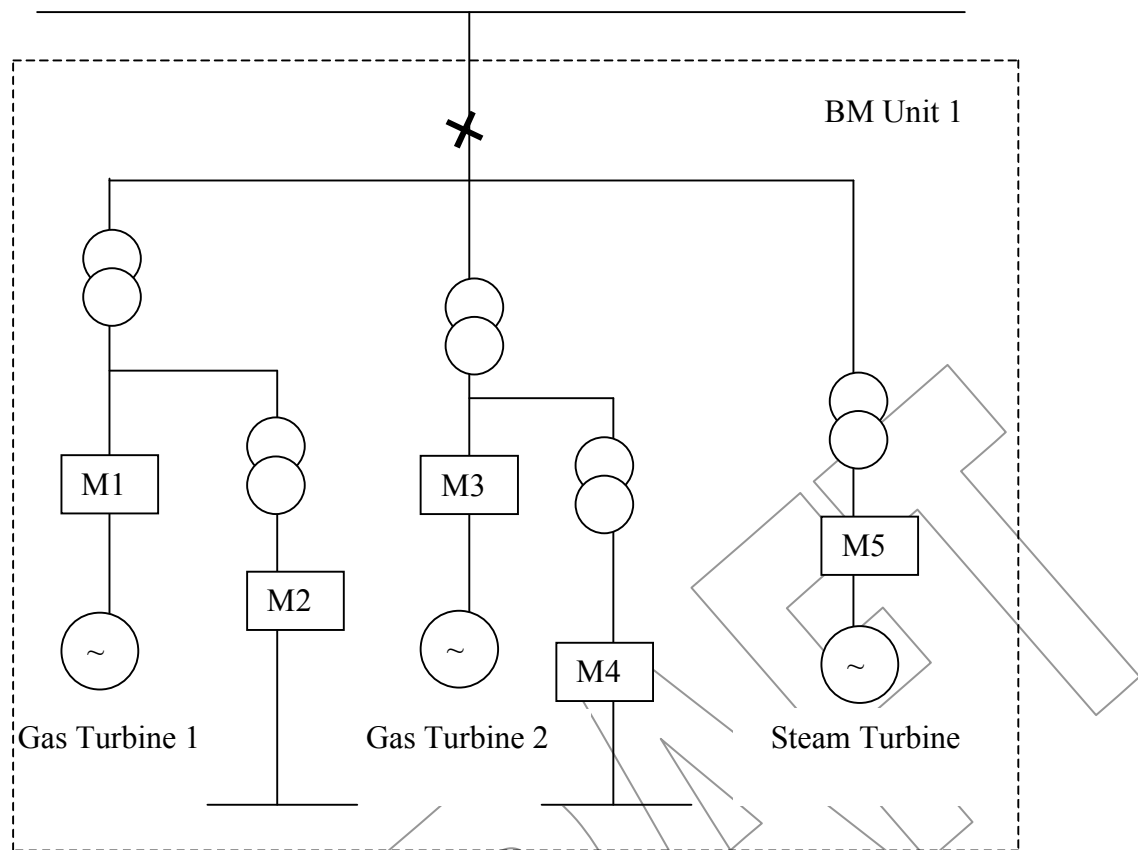 BM Unit 1
M1
M3
M5
M2
M4
~
~
~
Gas Turbine 1
Gas Turbine 2
Steam Turbine